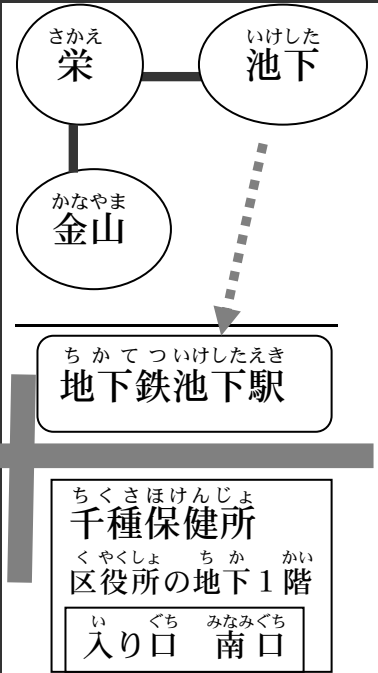 さかえ いけした
栄 池下
かなやま
金山
ちかてついけしたえき
地下鉄池下駅
ちくさほけんじょ
千種保健所
くやくしょ ちか かい
区役所の地下1階
い ぐち みなみぐち
入り口 南口